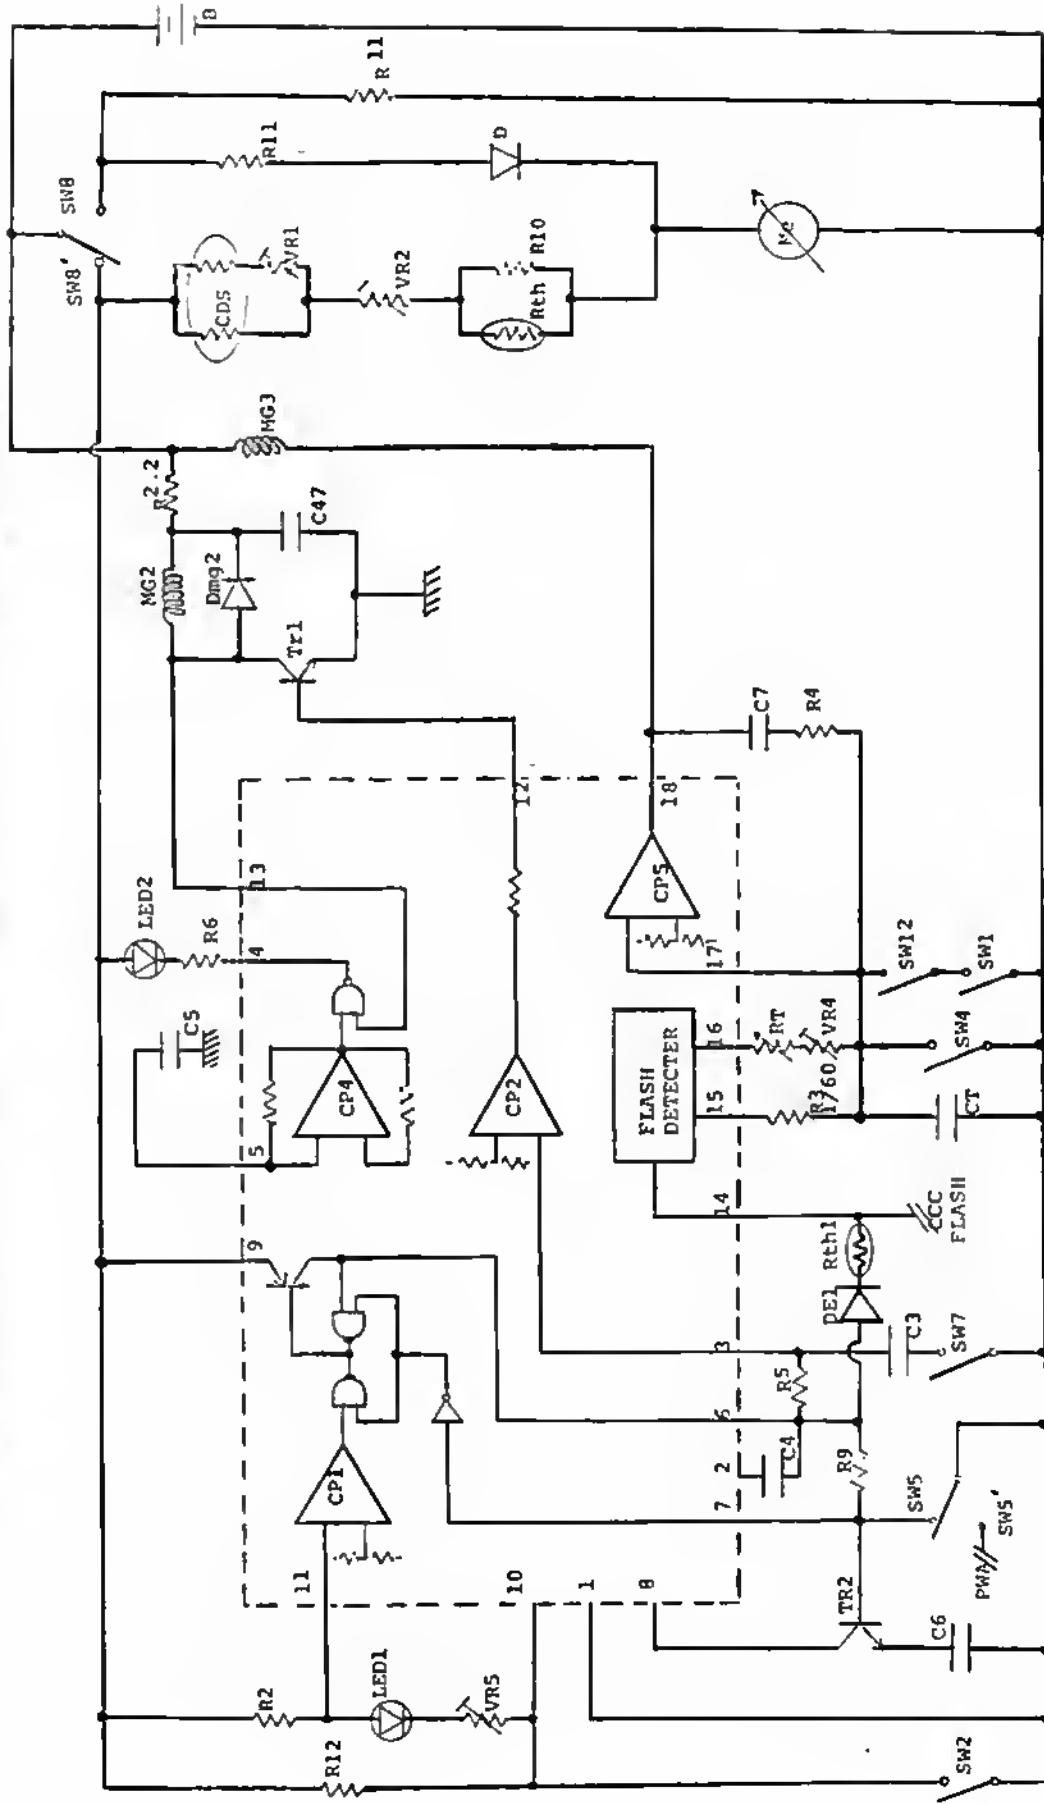 B
R 11
R11
D
SW8
SW8'
CDS
VR1
VR2
R10
Rth
Me
MG3
R2.2
MG2
Dmg2
C47
Tr1
LED2
R6
C5
13
4
5
CP4
12
CP2
18
CP5
17
C7
R4
FLASH
DETECTER
16
15
14
RT
VR4
R3
1/60
SW12
SW1
SW4
CT
CCC
FLASH
Rth1
DE1
9
CP1
11
10
1
8
3
6
2
7
R5
C4
C3
SW7
R9
SW5
SW5'
PWA
TR2
C6
R2
LED1
VR5
R12
SW2